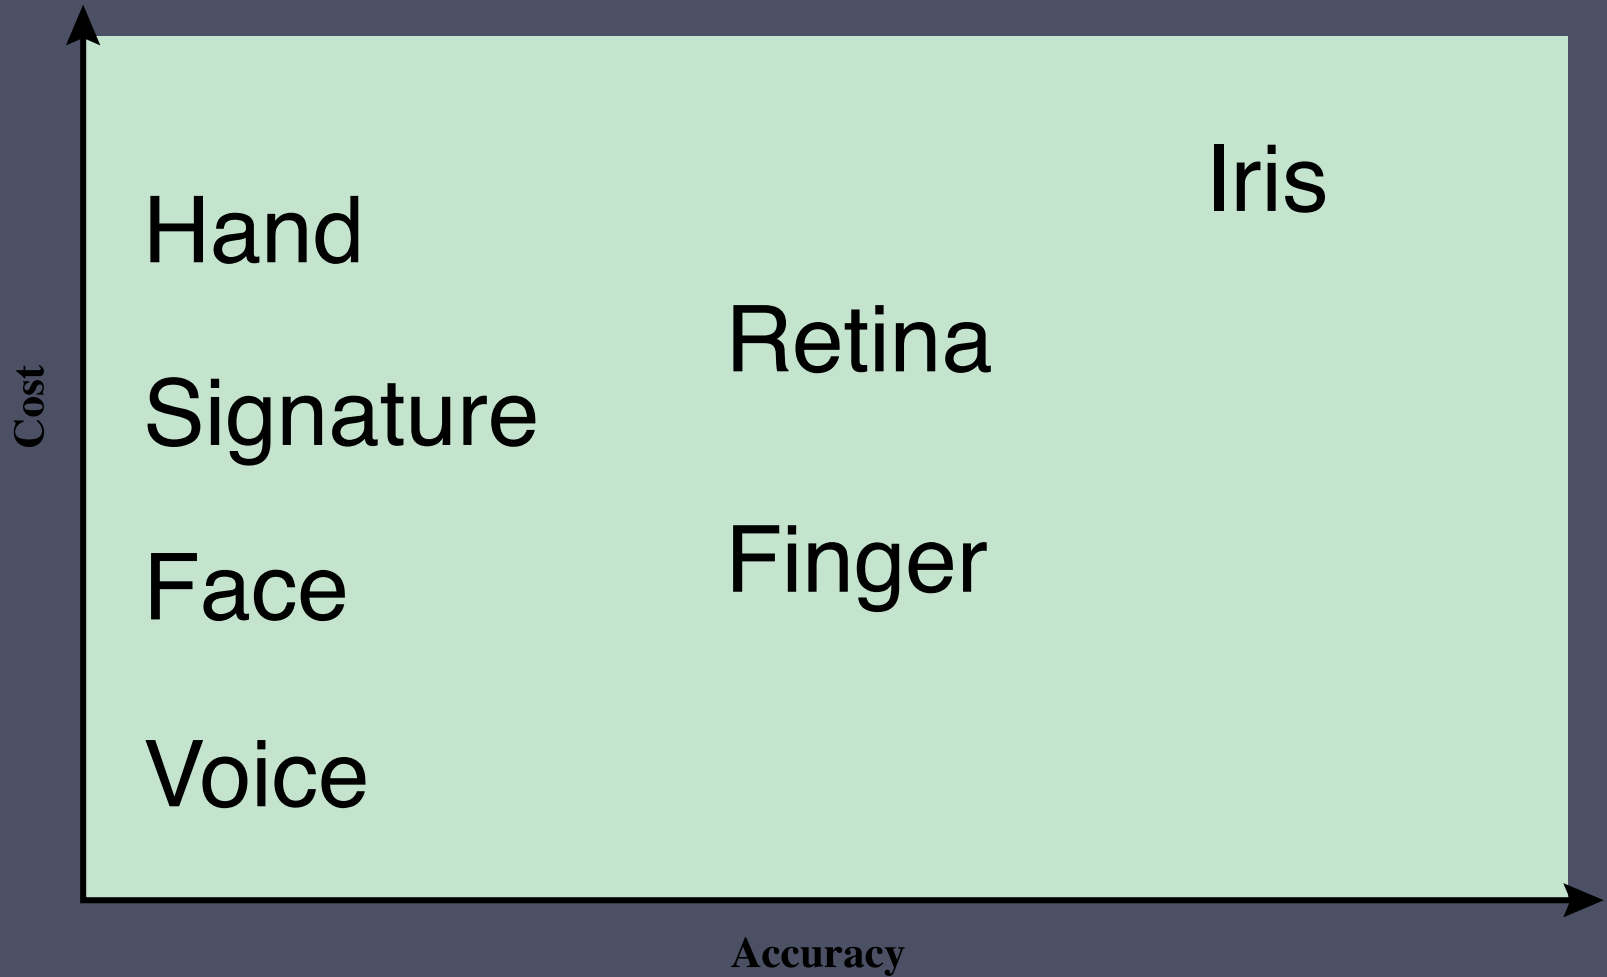 Iris
Hand
Retina
Signature
Finger
Face
Voice
Cost
Accuracy